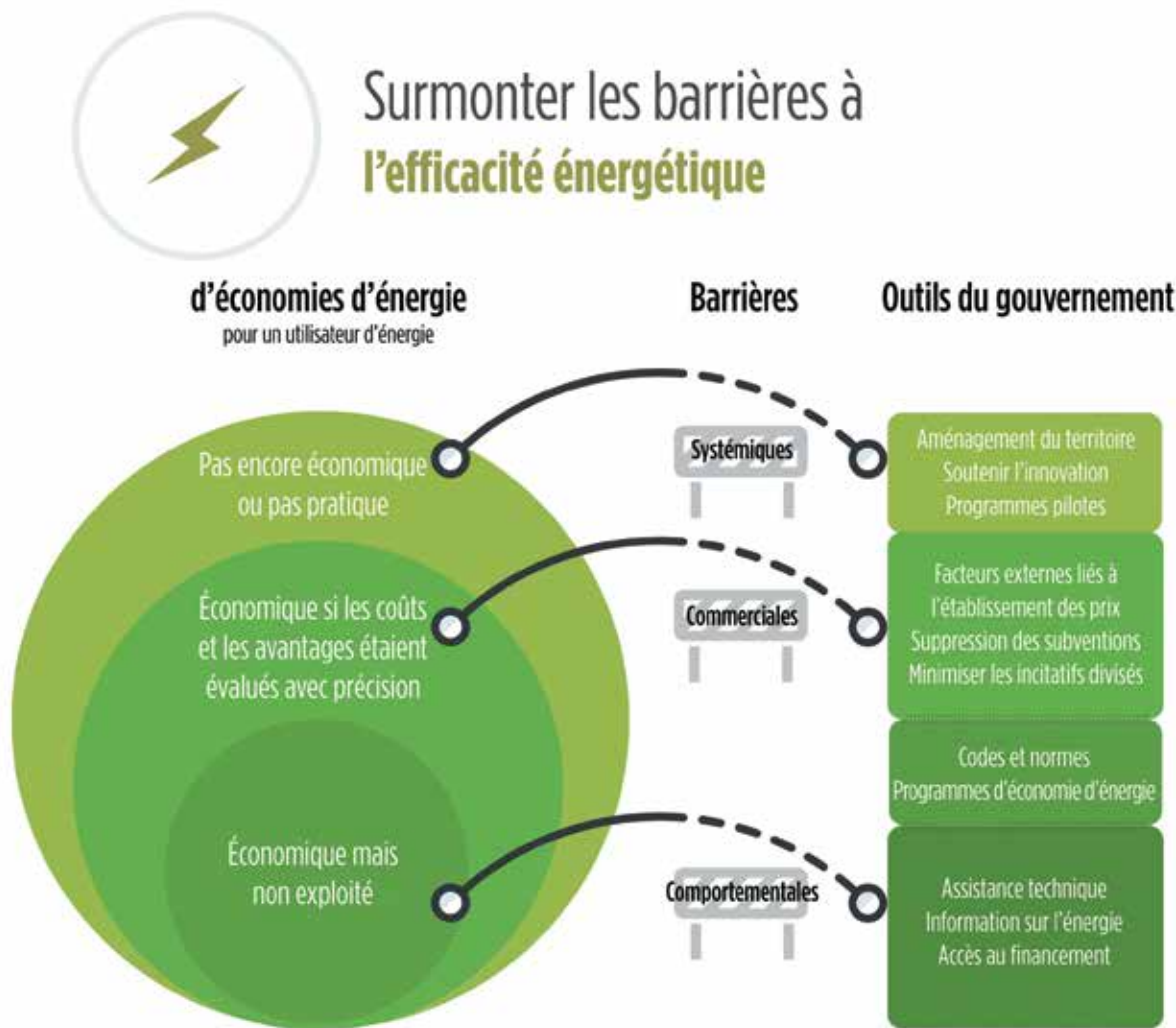 Surmonter les barrières à
l'efficacité énergétique
d'économies d'énergie
pour un utilisateur d'énergie
Barrières
Outils du gouvernement
Pas encore économique
ou pas pratique
Systémiques
Aménagement du territoire
Soutenir l'innovation
Programmes pilotes
Économique si les coûts
et les avantages étaient
évalués avec précision
Commerciales
Facteurs externes liés à
l'établissement des prix
Suppression des subventions
Minimiser les incitatifs divisés
Codes et normes
Programmes d'économie d'énergie
Économique mais
non exploité
Comportementales
Assistance technique
Information sur l'énergie
Accès au financement